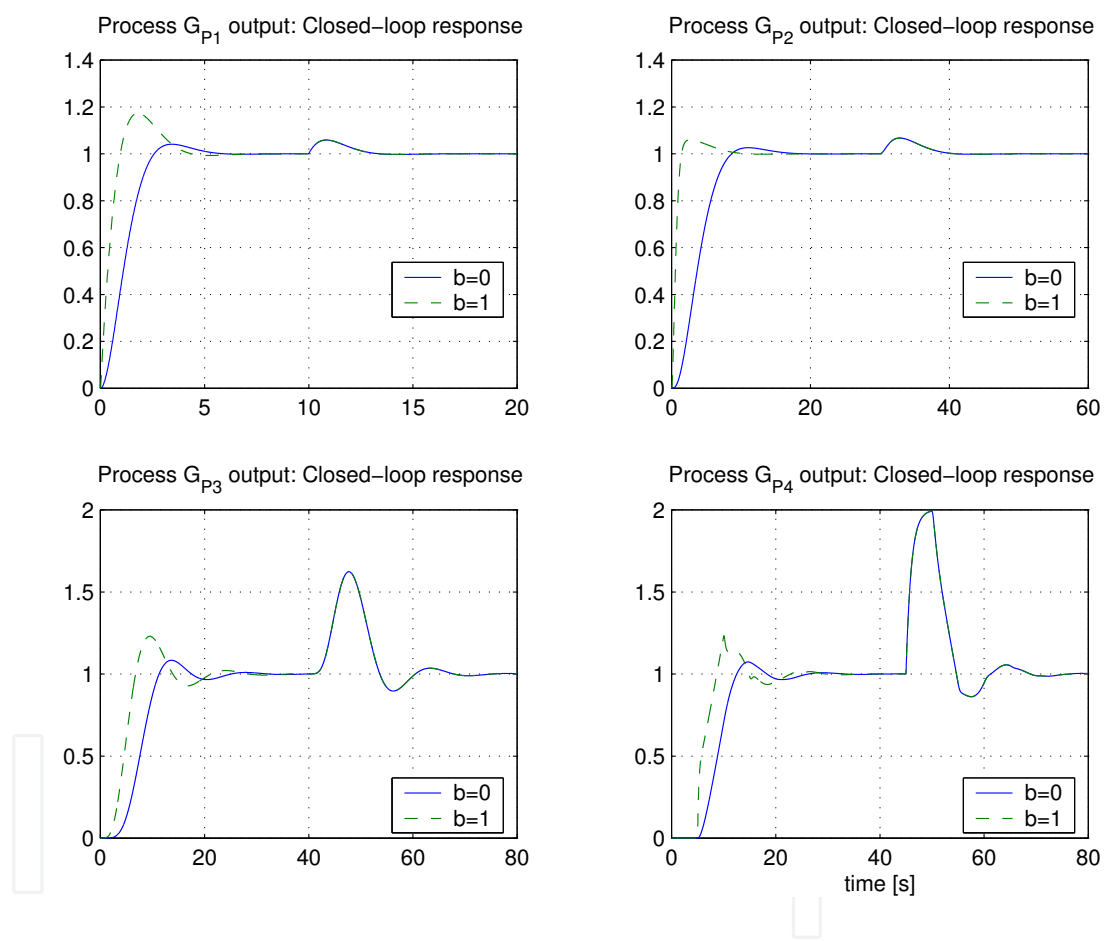 Process G_P1 output: Closed−loop response
1.4
1.2
1
0.8
0.6
0.4
0.2
0
0 5 10 15 20
b=0
b=1
Process G_P2 output: Closed−loop response
1.4
1.2
1
0.8
0.6
0.4
0.2
0
0 20 40 60
b=0
b=1
Process G_P3 output: Closed−loop response
2
1.5
1
0.5
0
0 20 40 60 80
b=0
b=1
Process G_P4 output: Closed−loop response
2
1.5
1
0.5
0
0 20 40 60 80
b=0
b=1
time [s]